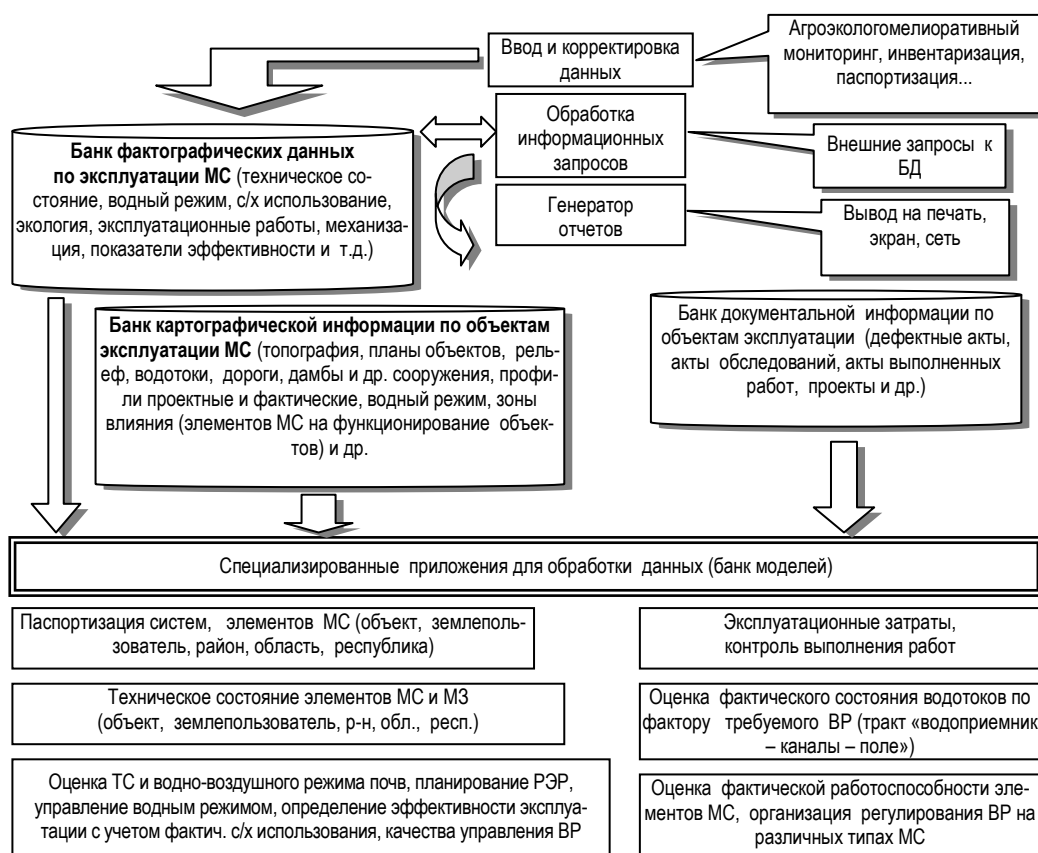 Ввод и корректировка
данных
Агроэкологомелиоративный
мониторинг, инвентаризация,
паспортизация...
Обработка
информационных
запросов
Внешние запросы к
БД
Генератор
отчетов
Вывод на печать,
экран, сеть
Банк фактографических данных
по эксплуатации МС (техническое со-
стояние, водный режим, с/х использование,
экология, эксплуатационные работы, механиза-
ция, показатели эффективности и т.д.)
Банк картографической информации по объектам
эксплуатации МС (топография, планы объектов, рель-
еф, водотоки, дороги, дамбы и др. сооружения, профи-
ли проектные и фактические, водный режим, зоны
влияния (элементов МС на функционирование объек-
тов) и др.
Банк документальной информации по
объектам эксплуатации (дефектные акты,
акты обследований, акты выполненных
работ, проекты и др.)
Специализированные приложения для обработки данных (банк моделей)
Паспортизация систем, элементов МС (объект, землеполь-
зователь, район, область, республика)
Техническое состояние элементов МС и МЗ
(объект, землепользователь, р-н, обл., респ.)
Оценка ТС и водно-воздушного режима почв, планирование РЭР,
управление водным режимом, определение эффективности эксплуа-
тации с учетом фактич. с/х использования, качества управления ВР
Эксплуатационные затраты,
контроль выполнения работ
Оценка фактического состояния водотоков по
фактору требуемого ВР (тракт «водоприемник
– каналы – поле»)
Оценка фактической работоспособности эле-
ментов МС, организация регулирования ВР на
различных типах МС